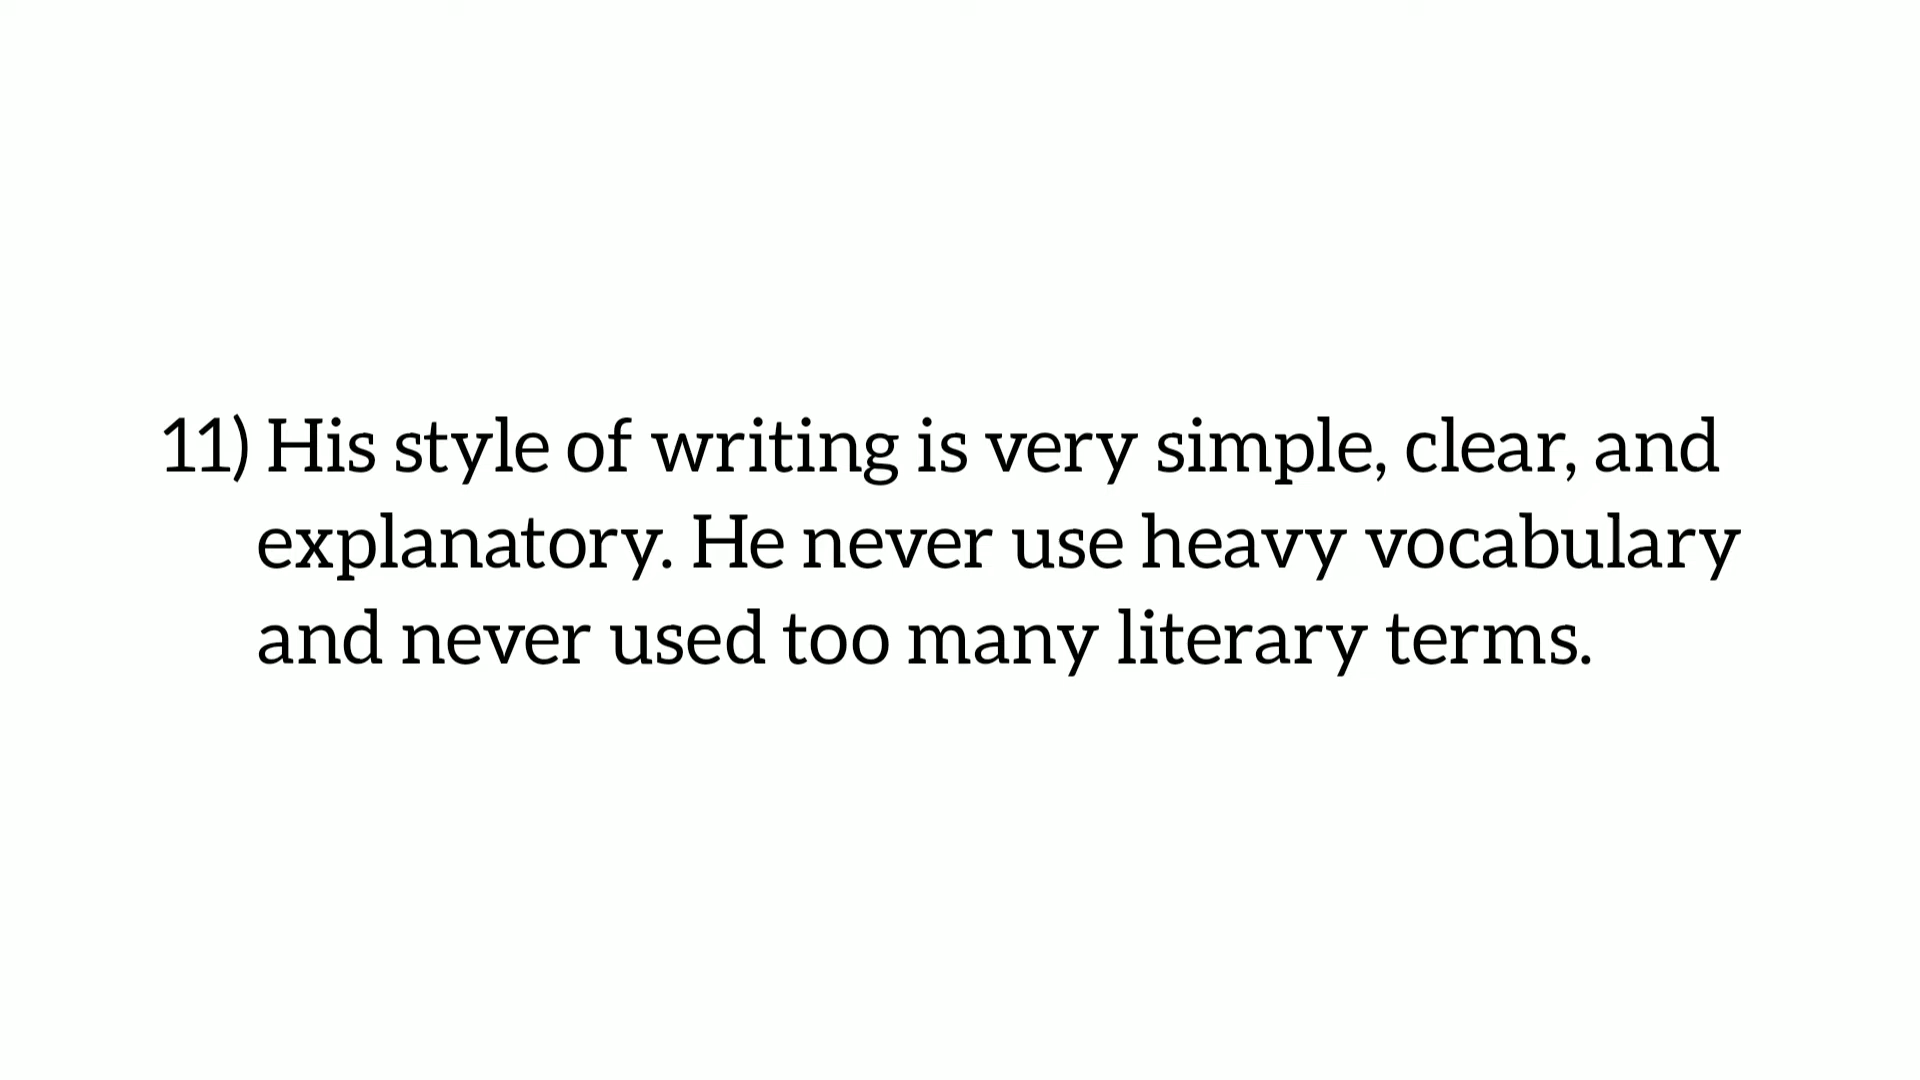 11) His style of writing is very simple, clear, and
explanatory. He never use heavy vocabulary
and never used too many literary terms.